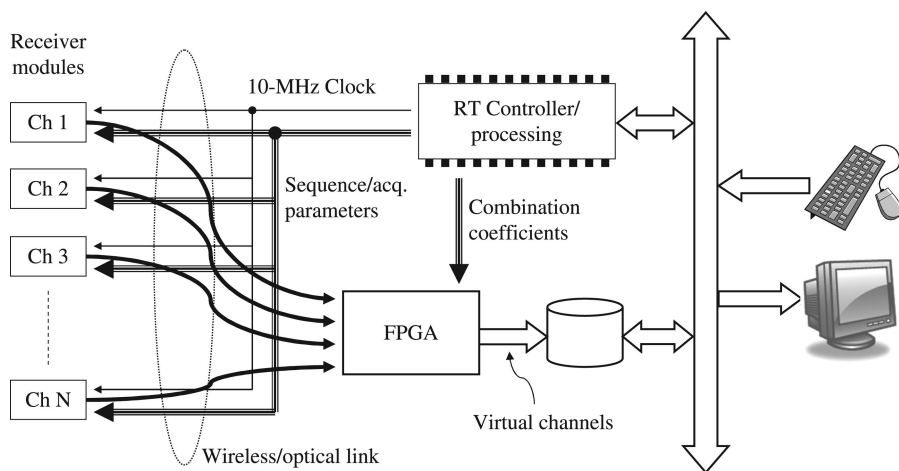 Receiver
modules
10-MHz Clock
RT Controller/
processing
Ch 1
Ch 2
Sequence/acq.
parameters
Combination
coefficients
Ch 3
FPGA
Ch N
Virtual channels
Wireless/optical link